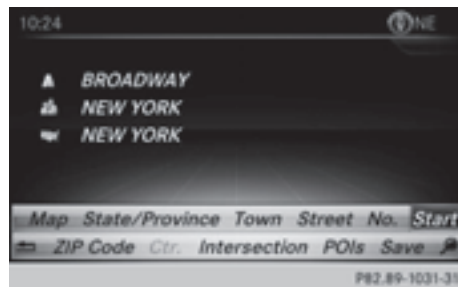 10:24 NE
BROADWAY
NEW YORK
NEW YORK
Map State/Province Town Street No. Start
ZIP Code Ctr. Intersection POIs Save
P82.89-1031-31